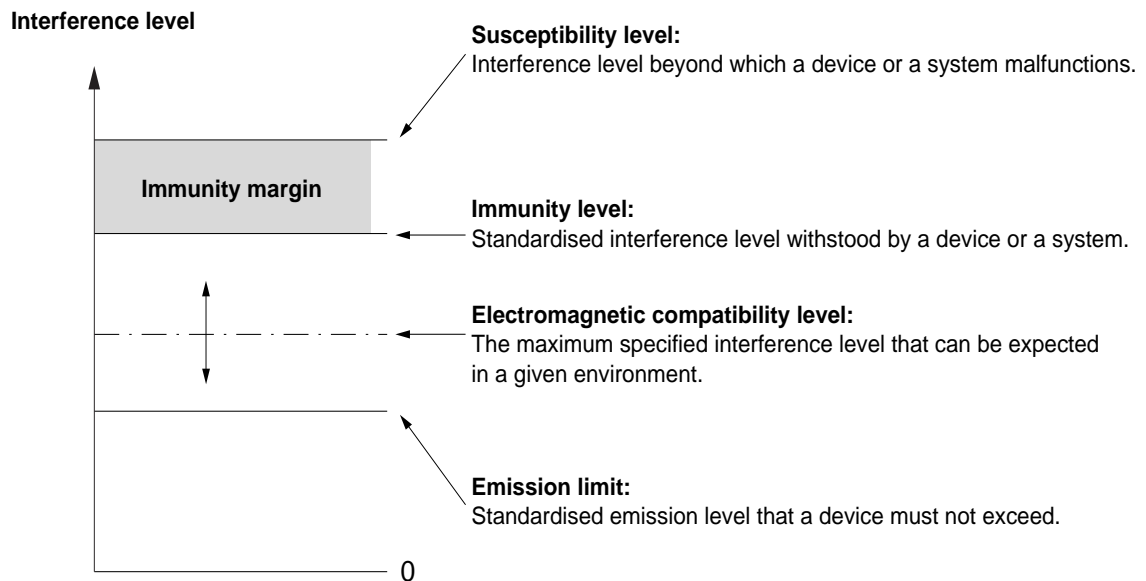 Interference level
Susceptibility level:
Interference level beyond which a device or a system malfunctions.
Immunity margin
Immunity level:
Standardised interference level withstood by a device or a system.
Electromagnetic compatibility level:
The maximum specified interference level that can be expected
in a given environment.
Emission limit:
Standardised emission level that a device must not exceed.
0